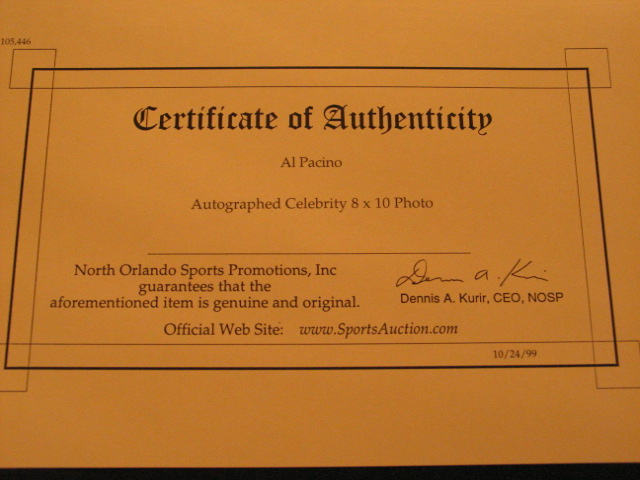 105,446
Certificate of Authenticity
Al Pacino
Autographed Celebrity 8 x 10 Photo
North Orlando Sports Promotions, Inc
guarantees that the
aforementioned item is genuine and original.
Dennis A. Kurir
Dennis A. Kurir, CEO, NOSP
Official Web Site: www.SportsAuction.com
10/24/99